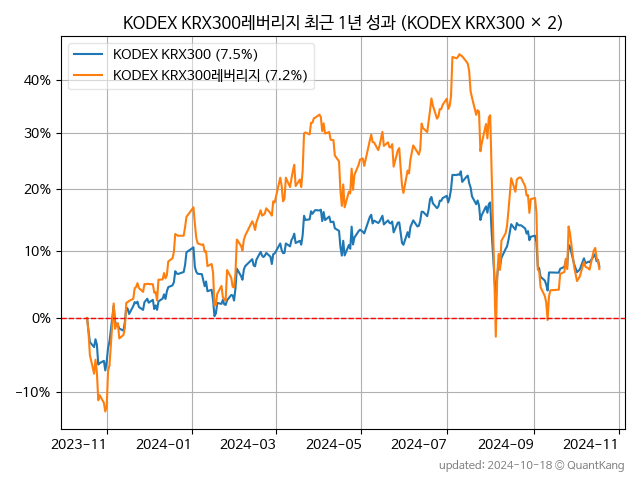 KODEX KRX300레버리지 최근 1년 성과 (KODEX KRX300 × 2)
KODEX KRX300 (7.5%)
KODEX KRX300레버리지 (7.2%)
40%
30%
20%
10%
0%
−10%
2023-11 2024-01 2024-03 2024-05 2024-07 2024-09 2024-11
updated: 2024-10-18 © QuantKang